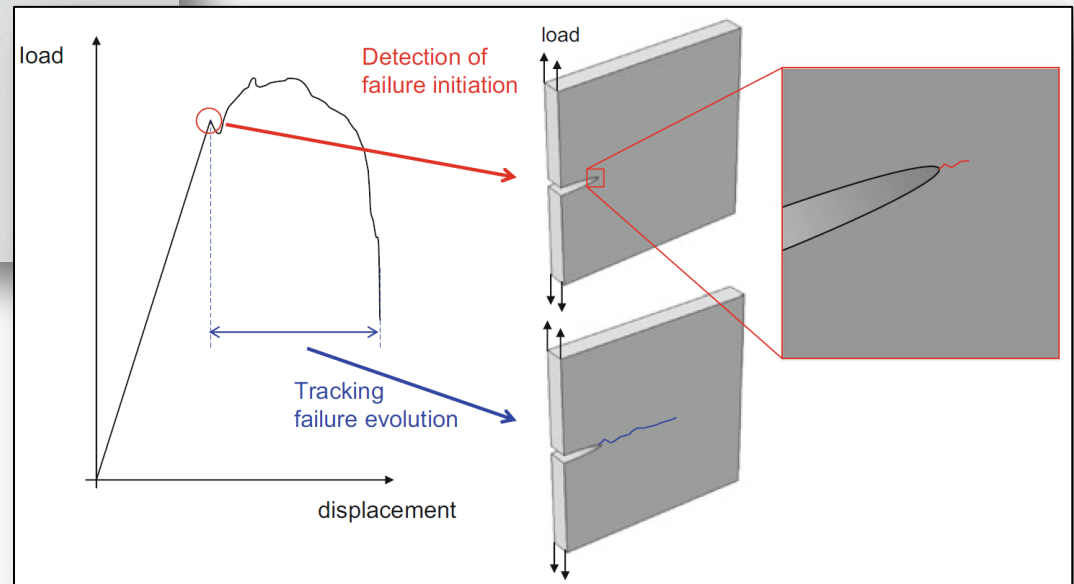 load
Detection of
failure initiation
load
Tracking
failure evolution
displacement